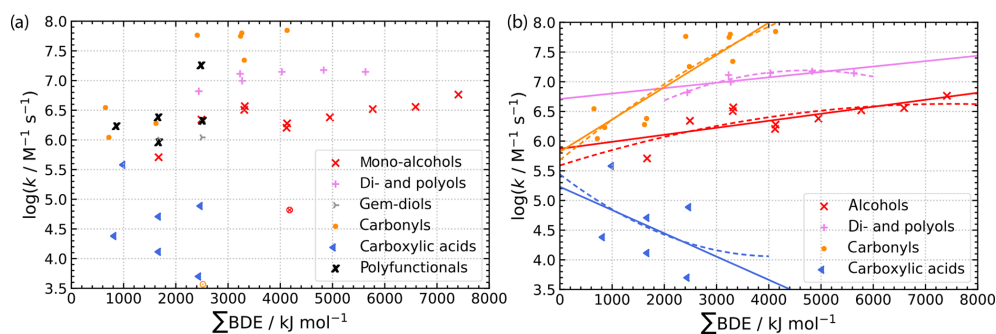 (a)
8.0
7.5
7.0
6.5
6.0
5.5
5.0
4.5
4.0
3.5
log(k / M⁻¹ s⁻¹)
Mono-alcohols
Di- and polyols
Gem-diols
Carbonyls
Carboxylic acids
Polyfunctionals
0 1000 2000 3000 4000 5000 6000 7000 8000
∑BDE / kJ mol⁻¹
(b)
8.0
7.5
7.0
6.5
6.0
5.5
5.0
4.5
4.0
3.5
log(k / M⁻¹ s⁻¹)
Alcohols
Di- and polyols
Carbonyls
Carboxylic acids
0 1000 2000 3000 4000 5000 6000 7000 8000
∑BDE / kJ mol⁻¹